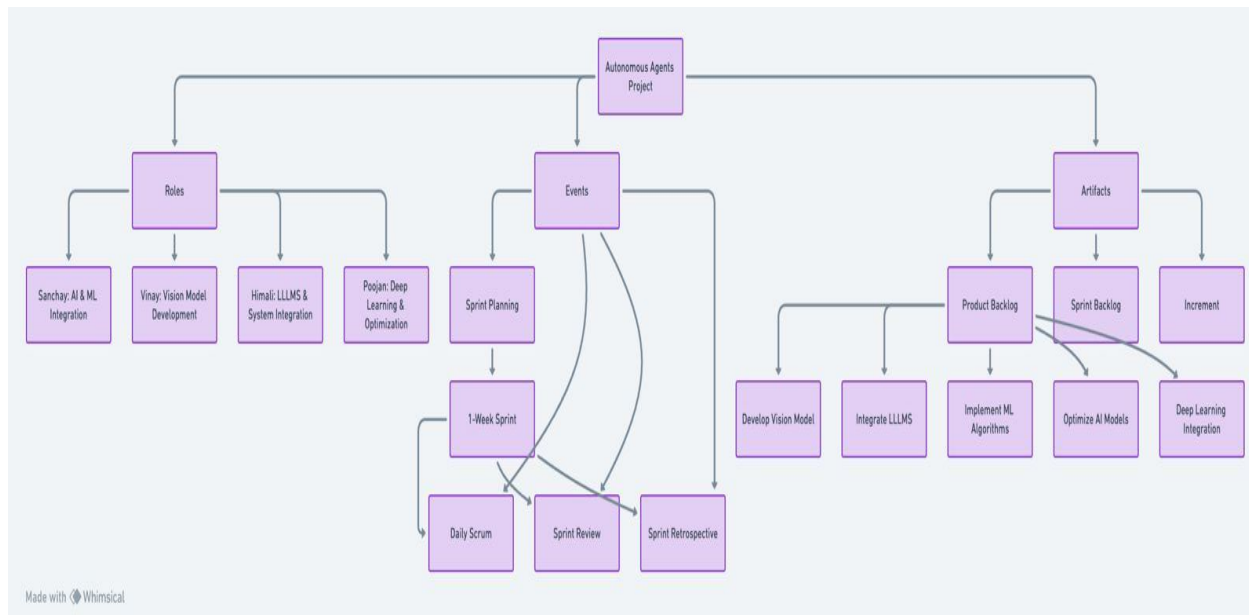 Autonomous Agents
Project
Roles
Events
Artifacts
Sanchay: AI & ML
Integration
Vinay: Vision Model
Development
Himali: LLLMS &
System Integration
Poojan: Deep
Learning &
Optimization
Sprint Planning
Product Backlog
Sprint Backlog
Increment
1-Week Sprint
Develop Vision Model
Integrate LLLMS
Implement ML
Algorithms
Optimize AI Models
Deep Learning
Integration
Daily Scrum
Sprint Review
Sprint Retrospective
Made with Whimsical